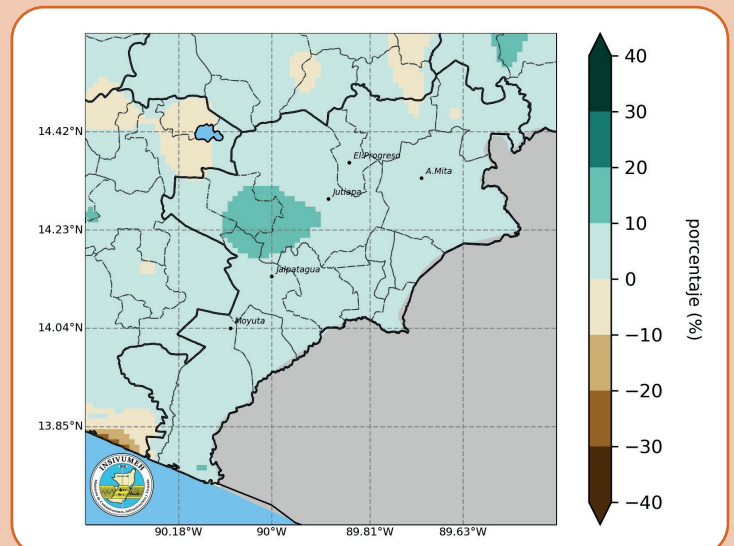 14.42°N
14.23°N
14.04°N
13.85°N
90.18°W
90°W
89.81°W
89.63°W
El Progreso
A.Mita
Jutiapa
Jalpatagua
Moyuta
INSIVUMEH
40
30
20
10
0
−10
−20
−30
−40
porcentaje (%)